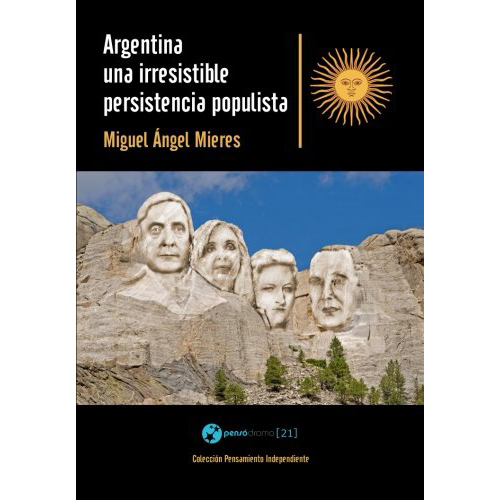 Argentina
una irresistible
persistencia populista
Miguel Ángel Mieres
pensódromo [21]
Colección Pensamiento Independiente